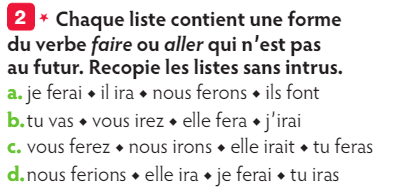 2 * Chaque liste contient une forme
du verbe faire ou aller qui n'est pas
au futur. Recopie les listes sans intrus.
a. je ferai ◆ il ira ◆ nous ferons ◆ ils font
b. tu vas ◆ vous irez ◆ elle fera ◆ j'irai
c. vous ferez ◆ nous irons ◆ elle irait ◆ tu feras
d. nous ferions ◆ elle ira ◆ je ferai ◆ tu iras